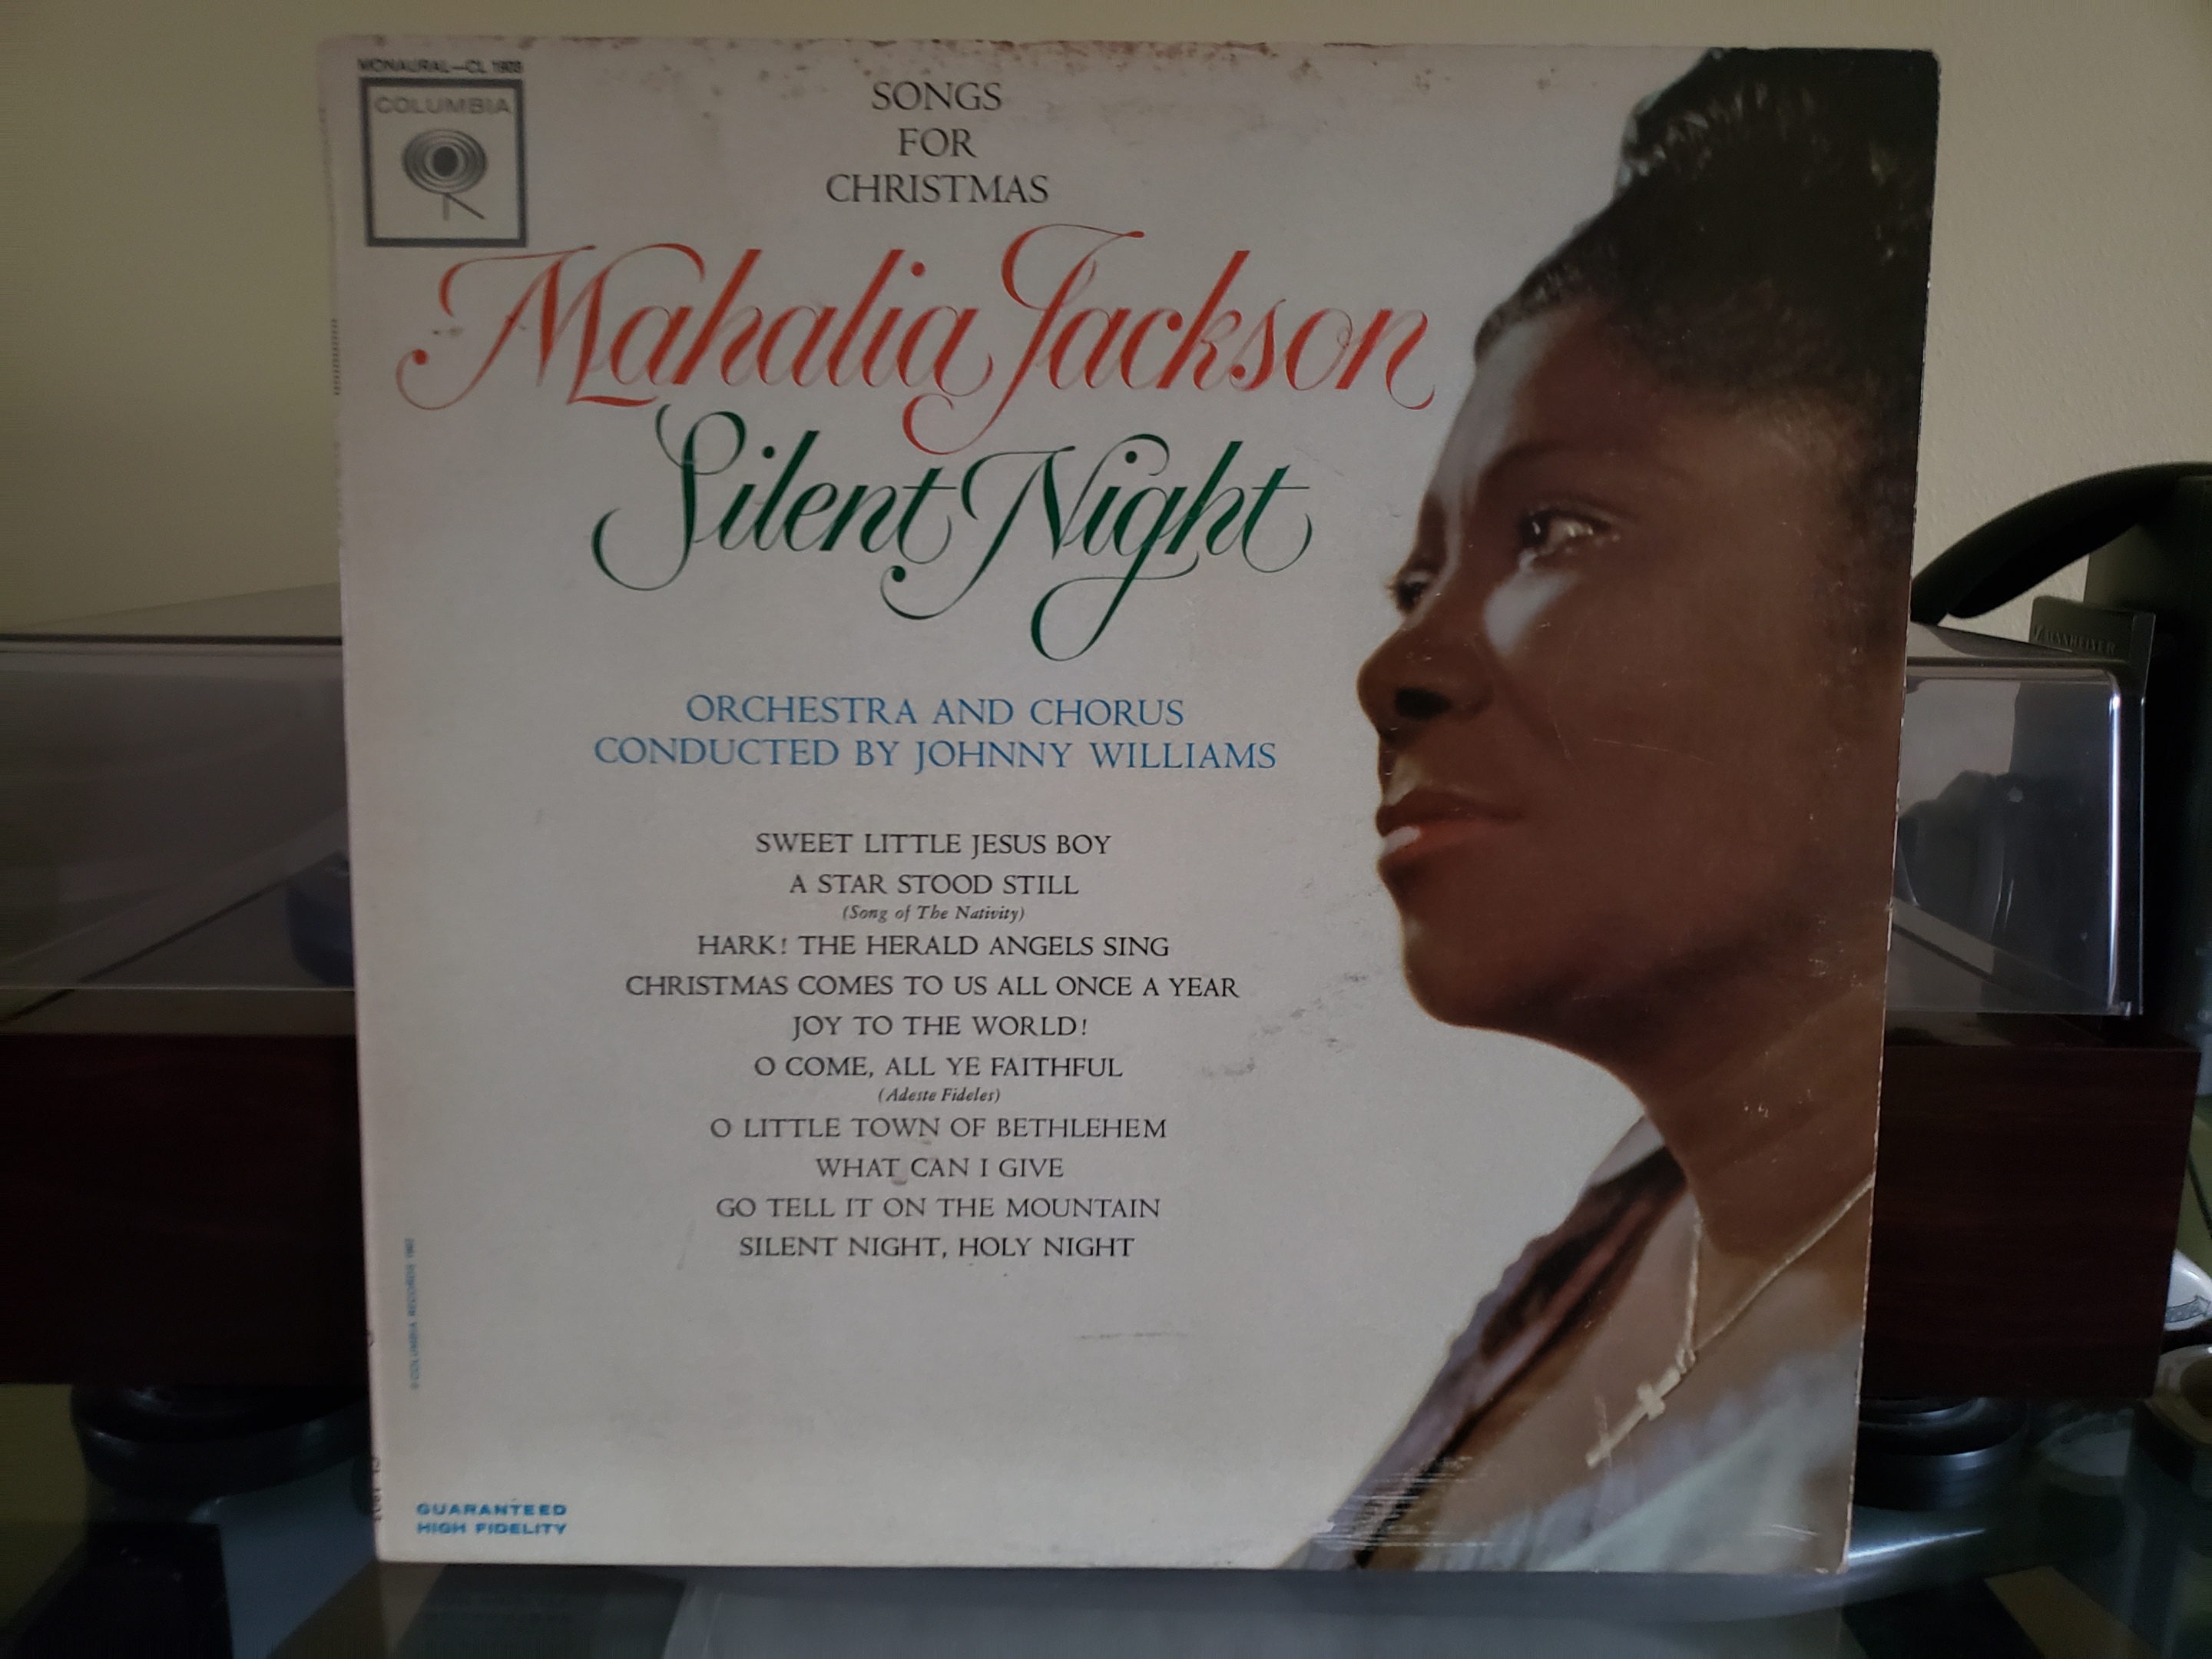 MONAURAL—CL 1903
COLUMBIA
SONGS
FOR
CHRISTMAS
Mahalia Jackson
Silent Night
ORCHESTRA AND CHORUS
CONDUCTED BY JOHNNY WILLIAMS
SWEET LITTLE JESUS BOY
A STAR STOOD STILL
(Song of The Nativity)
HARK! THE HERALD ANGELS SING
CHRISTMAS COMES TO US ALL ONCE A YEAR
JOY TO THE WORLD!
O COME, ALL YE FAITHFUL
(Adeste Fideles)
O LITTLE TOWN OF BETHLEHEM
WHAT CAN I GIVE
GO TELL IT ON THE MOUNTAIN
SILENT NIGHT, HOLY NIGHT
© COLUMBIA RECORDS 1962
GUARANTEED
HIGH FIDELITY